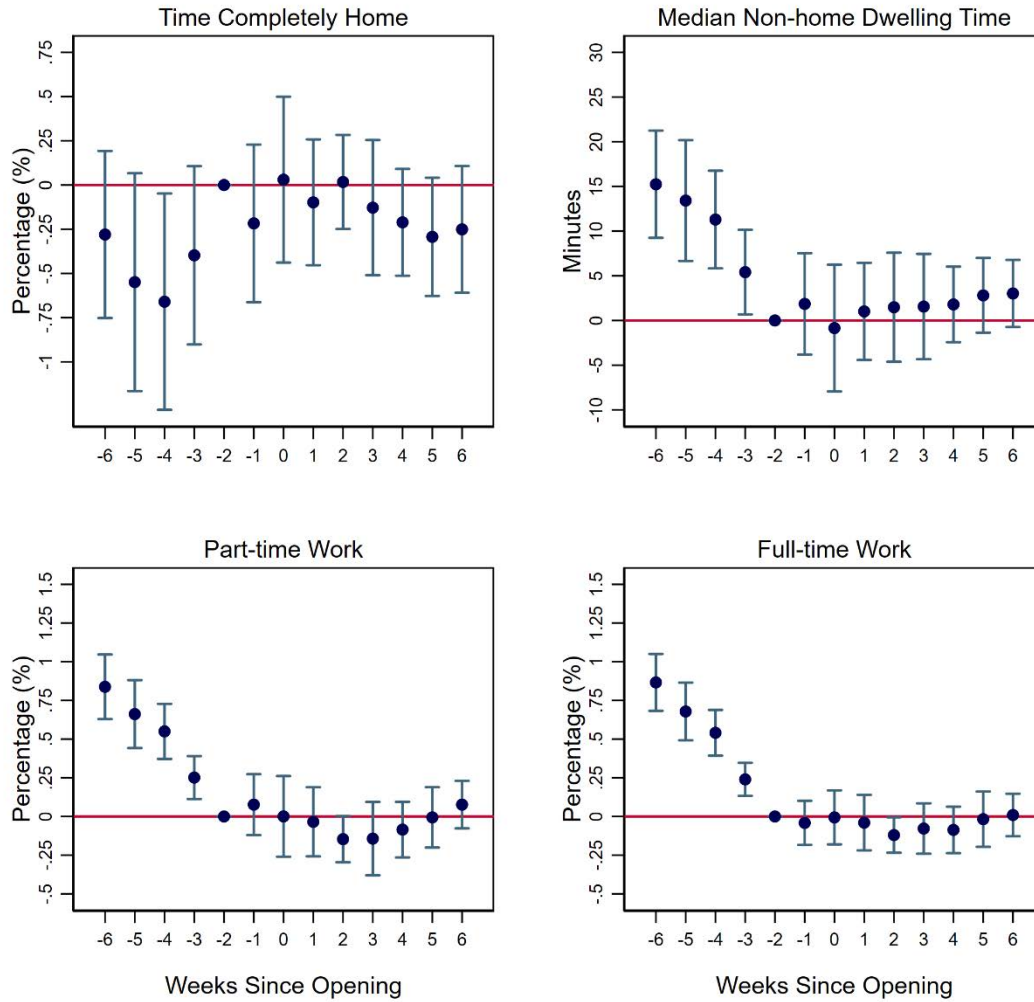 Time Completely Home
Percentage (%)
.75
.5
.25
0
-.25
-.5
-.75
-1
-6 -5 -4 -3 -2 -1 0 1 2 3 4 5 6
Median Non-home Dwelling Time
Minutes
30
25
20
15
10
5
0
-5
-10
-6 -5 -4 -3 -2 -1 0 1 2 3 4 5 6
Part-time Work
Percentage (%)
1.5
1.25
1
.75
.5
.25
0
-.25
-.5
-6 -5 -4 -3 -2 -1 0 1 2 3 4 5 6
Weeks Since Opening
Full-time Work
Percentage (%)
1.5
1.25
1
.75
.5
.25
0
-.25
-.5
-6 -5 -4 -3 -2 -1 0 1 2 3 4 5 6
Weeks Since Opening